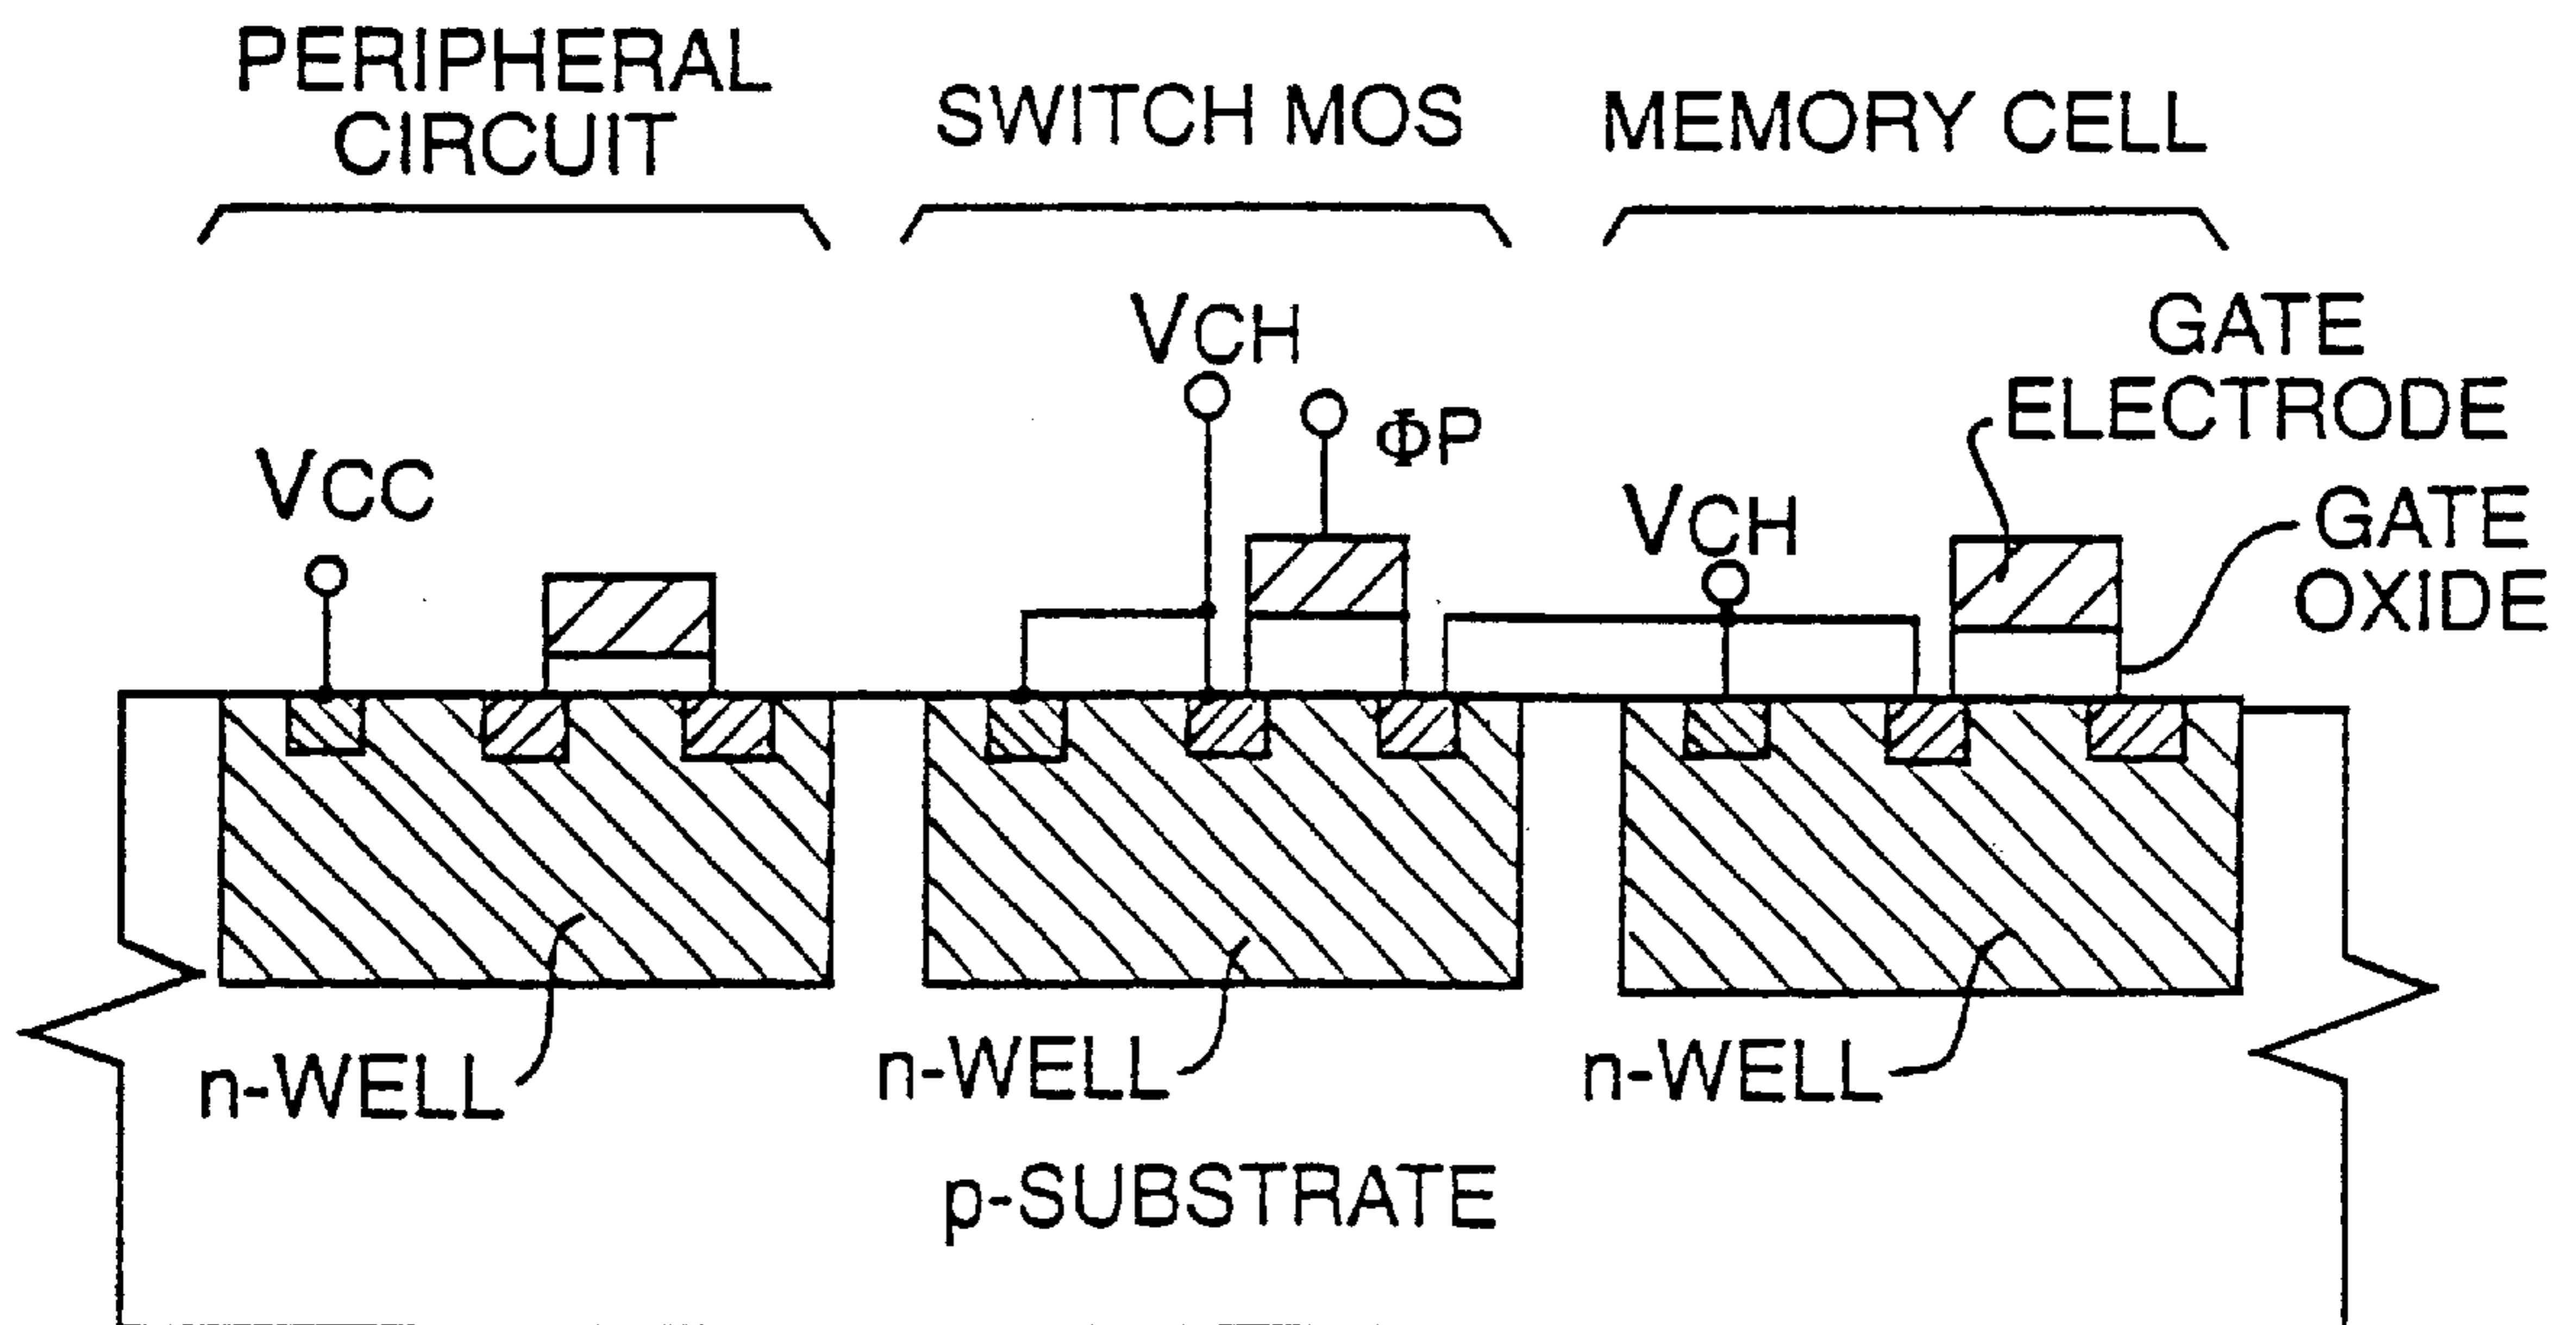 PERIPHERAL
CIRCUIT
SWITCH MOS
MEMORY CELL
VCH
ΦP
VCC
VCH
GATE
ELECTRODE
GATE
OXIDE
n-WELL
n-WELL
n-WELL
p-SUBSTRATE